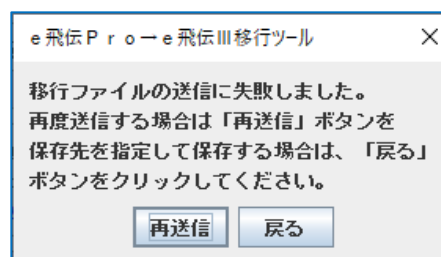 ｅ飛伝Ｐｒｏ→ｅ飛伝Ⅲ移行ツール
移行ファイルの送信に失敗しました。
再度送信する場合は「再送信」ボタンを
保存先を指定して保存する場合は、「戻る」
ボタンをクリックしてください。
再送信 戻る